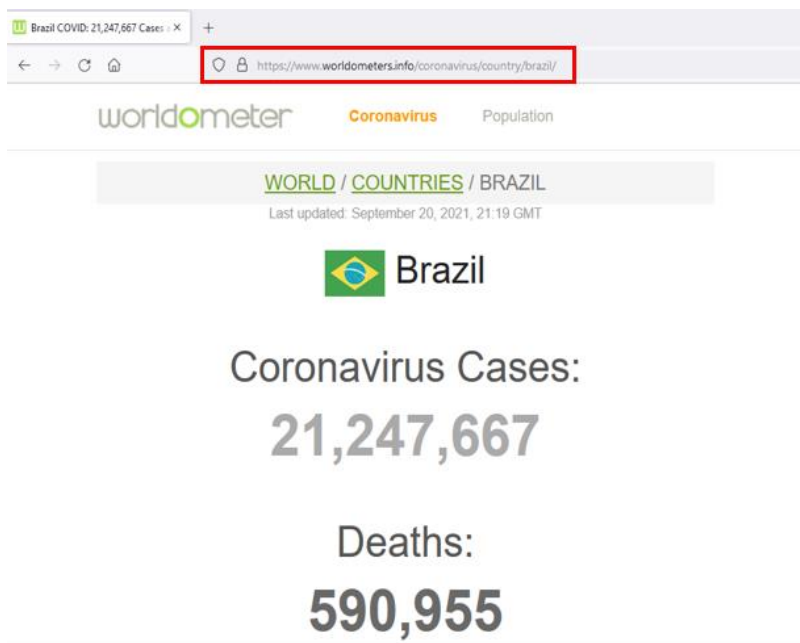 Brazil COVID: 21,247,667 Cases a
https://www.worldometers.info/coronavirus/country/brazil/
worldometer Coronavirus Population
WORLD / COUNTRIES / BRAZIL
Last updated: September 20, 2021, 21:19 GMT
Brazil
Coronavirus Cases:
21,247,667
Deaths:
590,955